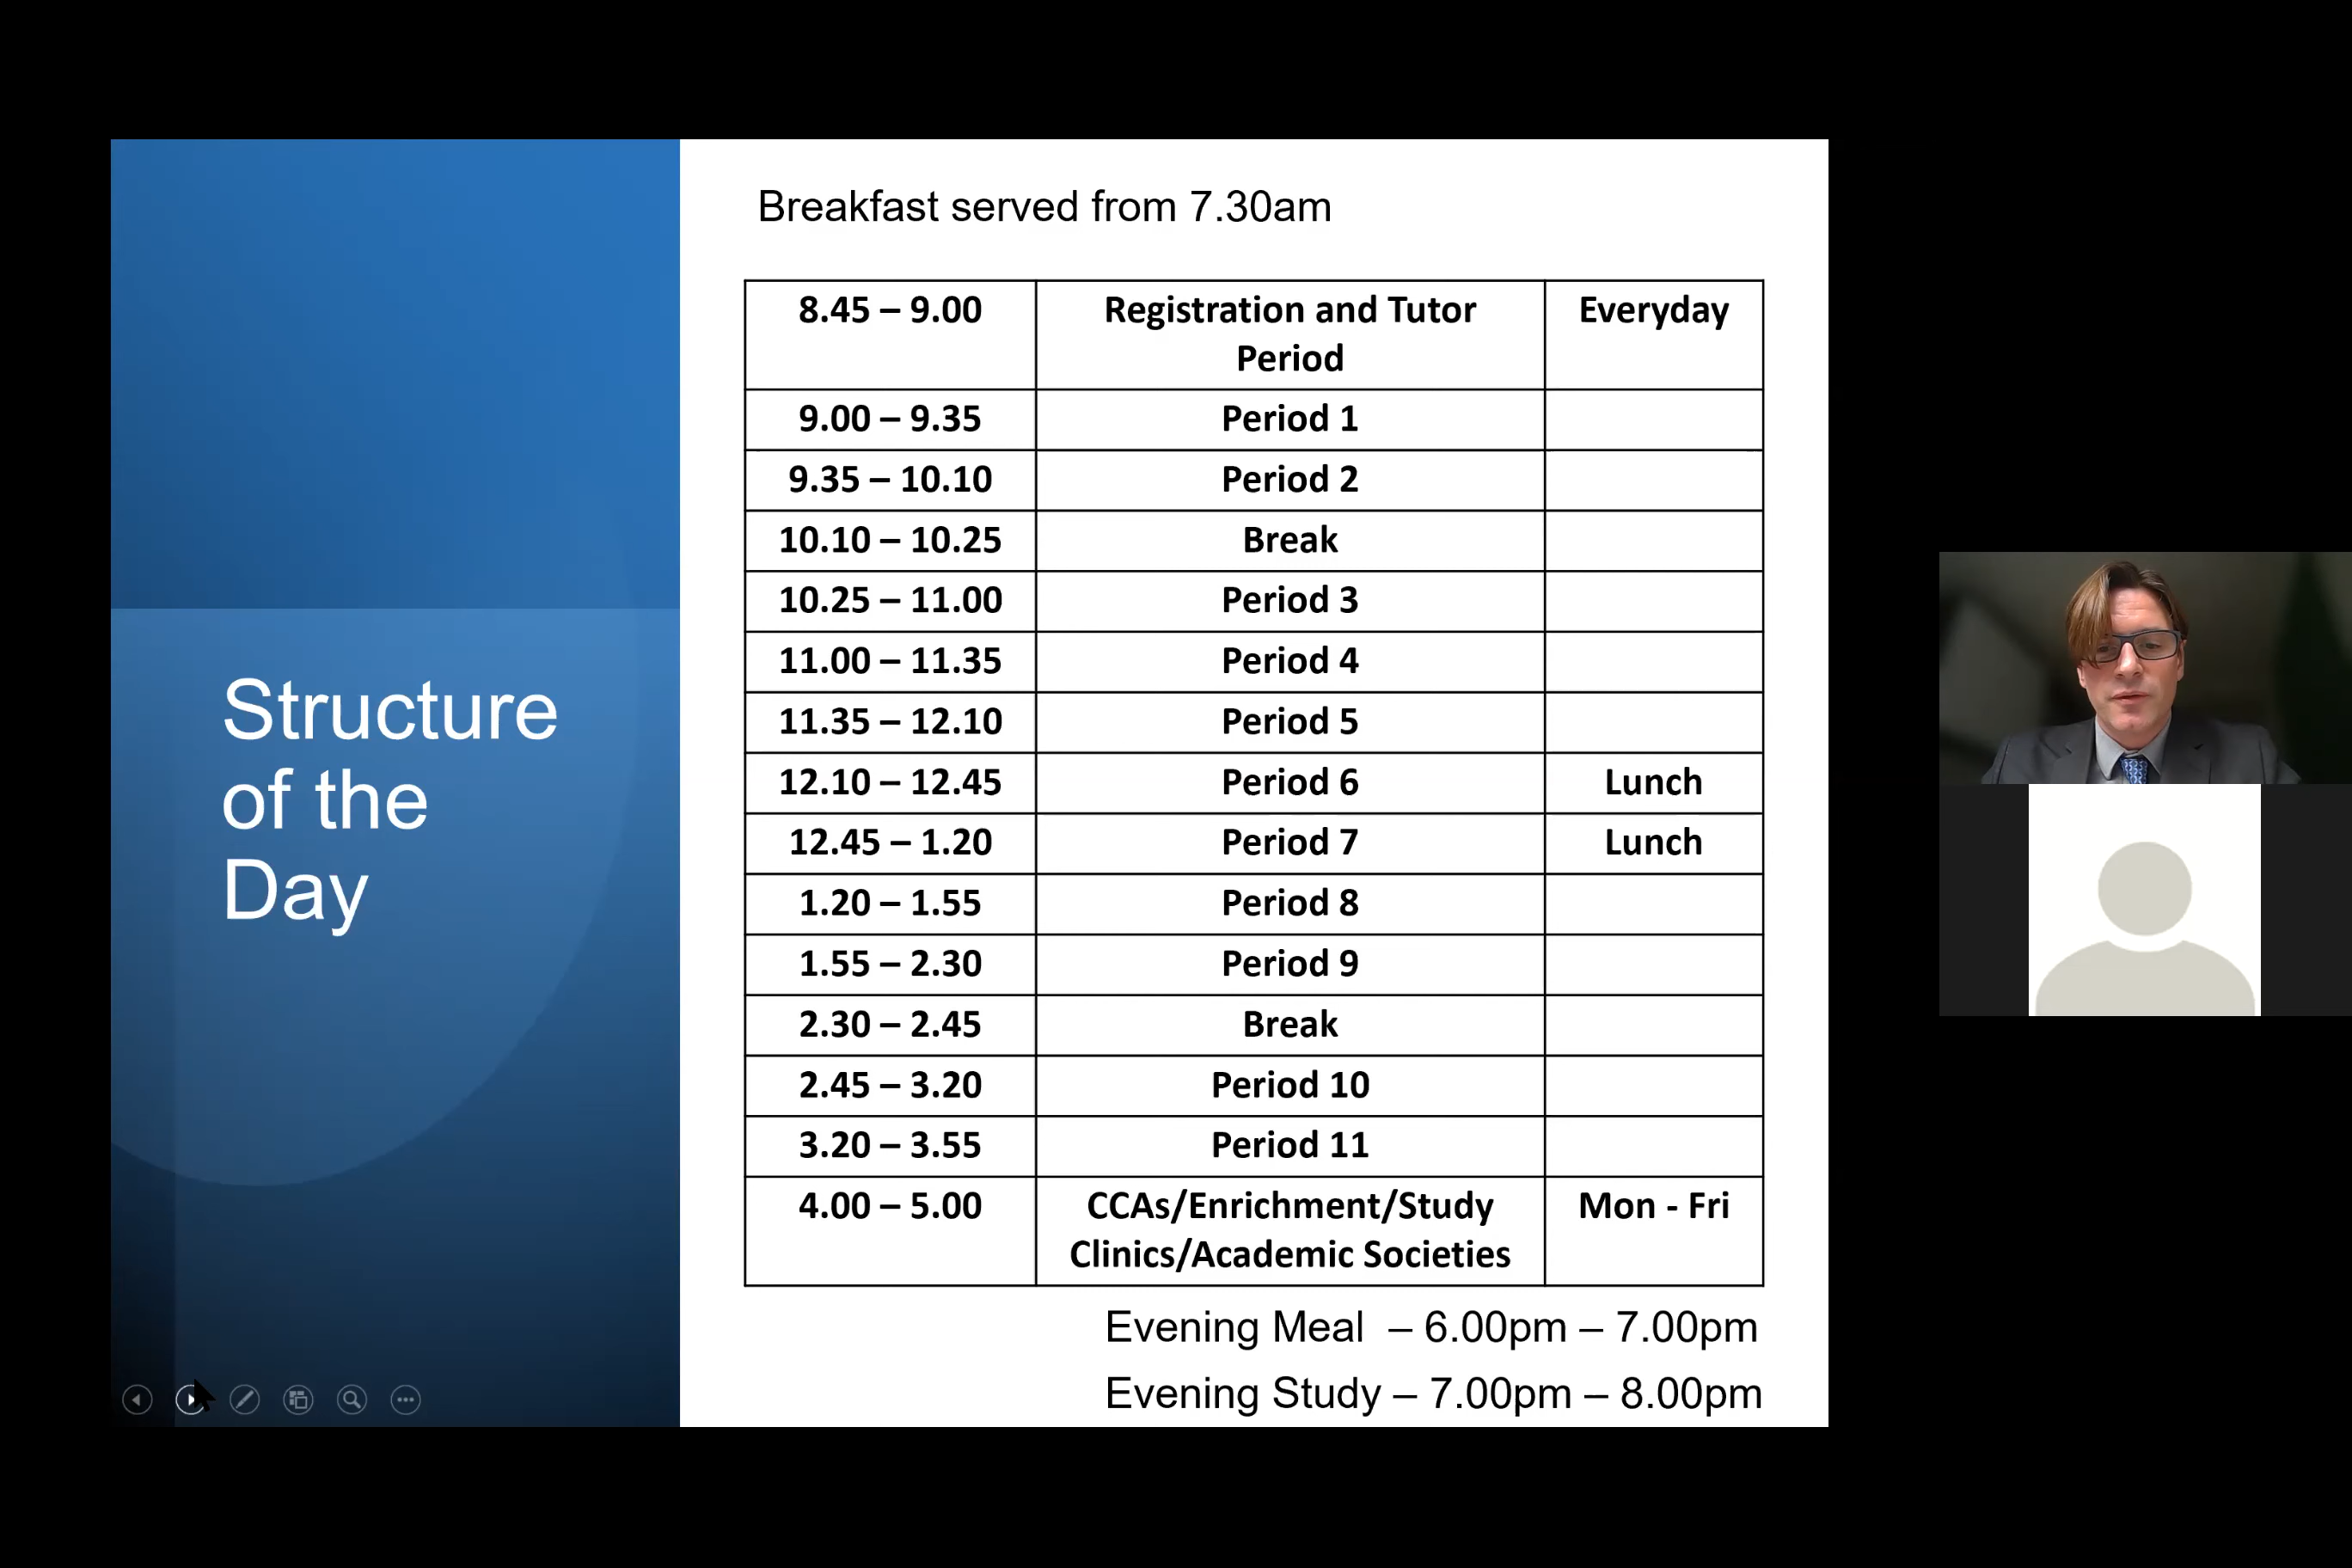 Structure
of the
Day
Breakfast served from 7.30am
8.45 – 9.00 Registration and Tutor Everyday
Period
9.00 – 9.35 Period 1
9.35 – 10.10 Period 2
10.10 – 10.25 Break
10.25 – 11.00 Period 3
11.00 – 11.35 Period 4
11.35 – 12.10 Period 5
12.10 – 12.45 Period 6 Lunch
12.45 – 1.20 Period 7 Lunch
1.20 – 1.55 Period 8
1.55 – 2.30 Period 9
2.30 – 2.45 Break
2.45 – 3.20 Period 10
3.20 – 3.55 Period 11
4.00 – 5.00 CCAs/Enrichment/Study Mon - Fri
Clinics/Academic Societies
Evening Meal – 6.00pm – 7.00pm
Evening Study – 7.00pm – 8.00pm